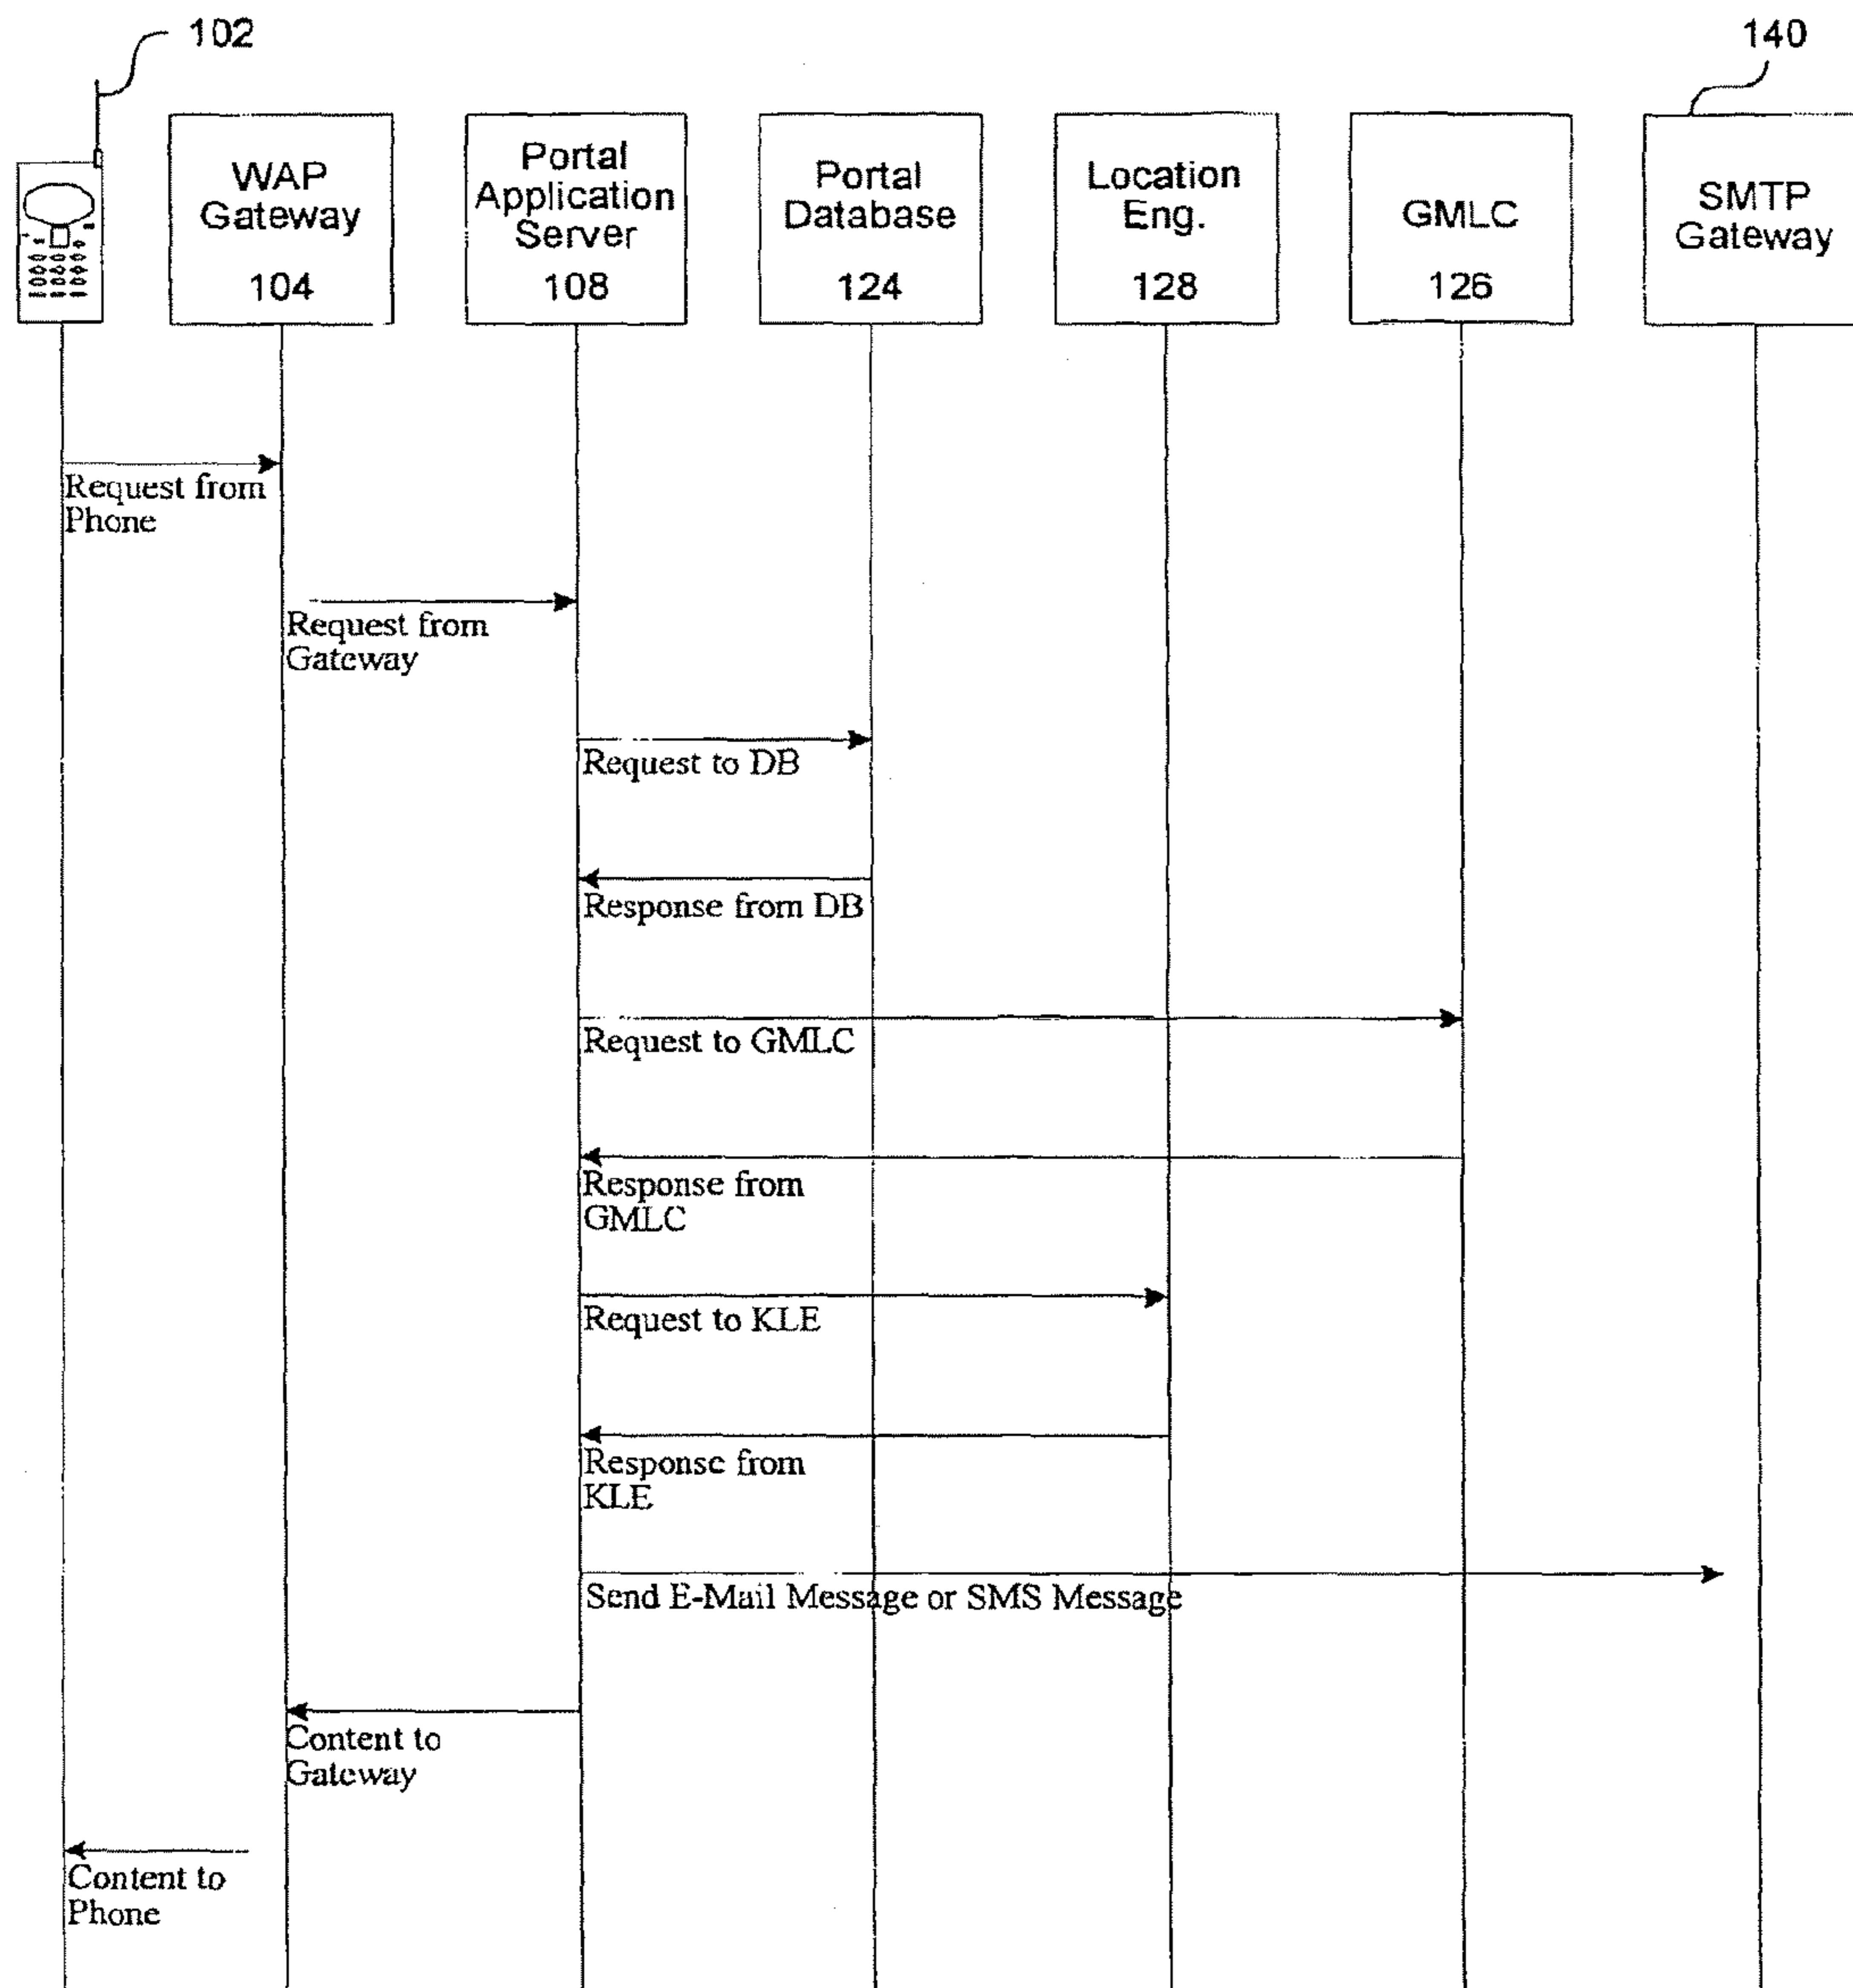 102
140
WAP
Gateway
104
Portal
Application
Server
108
Portal
Database
124
Location
Eng.
128
GMLC
126
SMTP
Gateway
Request from
Phone
Request from
Gateway
Request to DB
Response from DB
Request to GMLC
Response from
GMLC
Request to KLE
Response from
KLE
Send E-Mail Message or SMS Message
Content to
Gateway
Content to
Phone